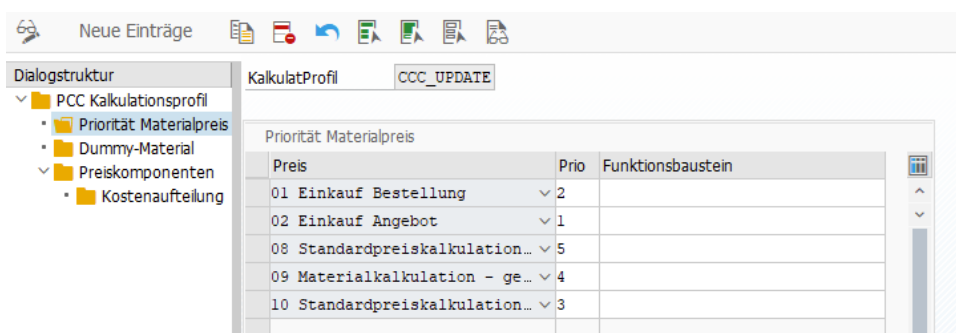 Neue Einträge
Dialogstruktur
PCC Kalkulationsprofil
Priorität Materialpreis
Dummy-Material
Preiskomponenten
Kostenaufteilung
KalkulatProfil CCC_UPDATE
Priorität Materialpreis
Preis Prio Funktionsbaustein
01 Einkauf Bestellung 2
02 Einkauf Angebot 1
08 Standardpreiskalkulation… 5
09 Materialkalkulation - ge… 4
10 Standardpreiskalkulation… 3